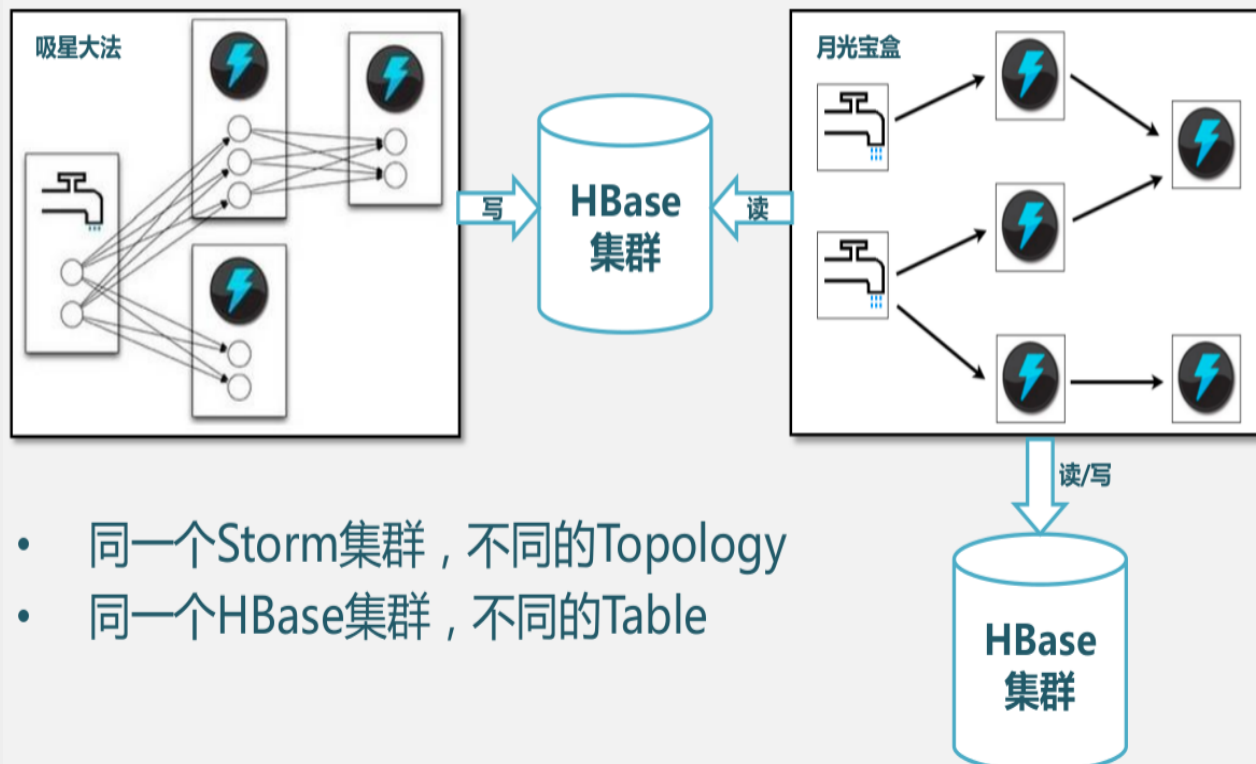 吸星大法
月光宝盒
写
HBase
集群
读
读/写
• 同一个Storm集群，不同的Topology
• 同一个HBase集群，不同的Table
HBase
集群